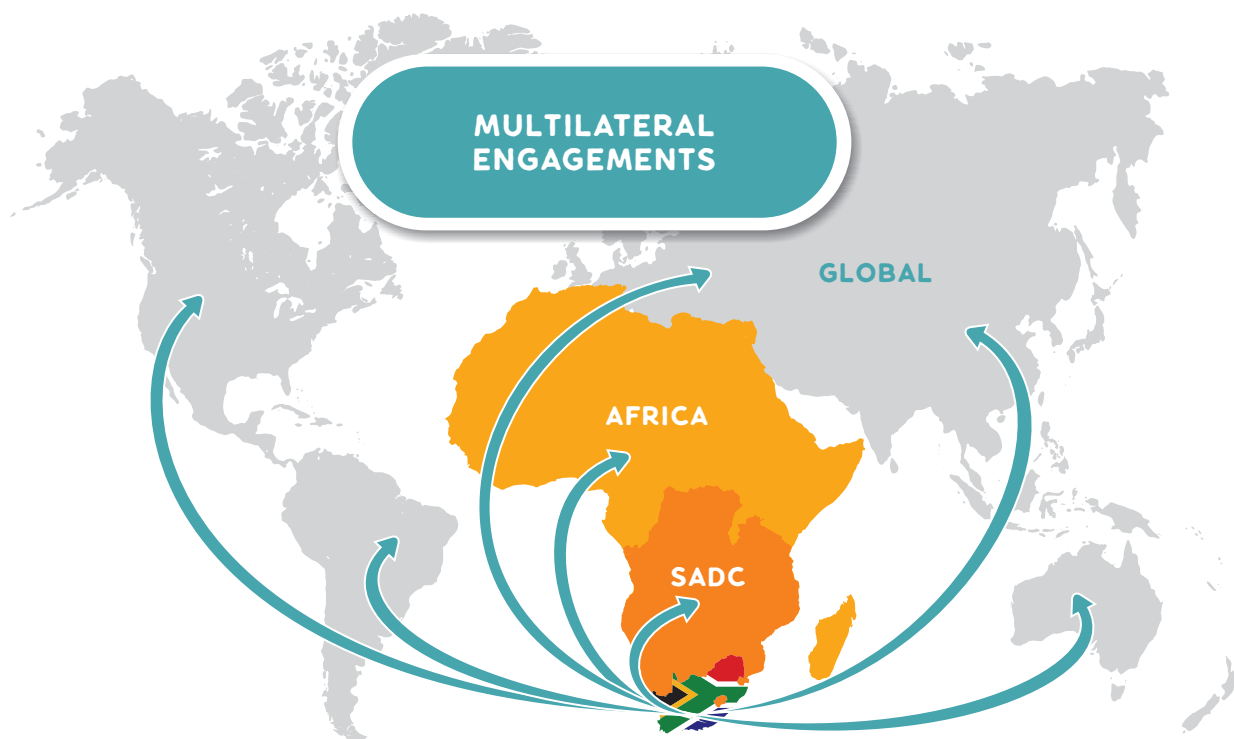 MULTILATERAL
ENGAGEMENTS
GLOBAL
AFRICA
SADC